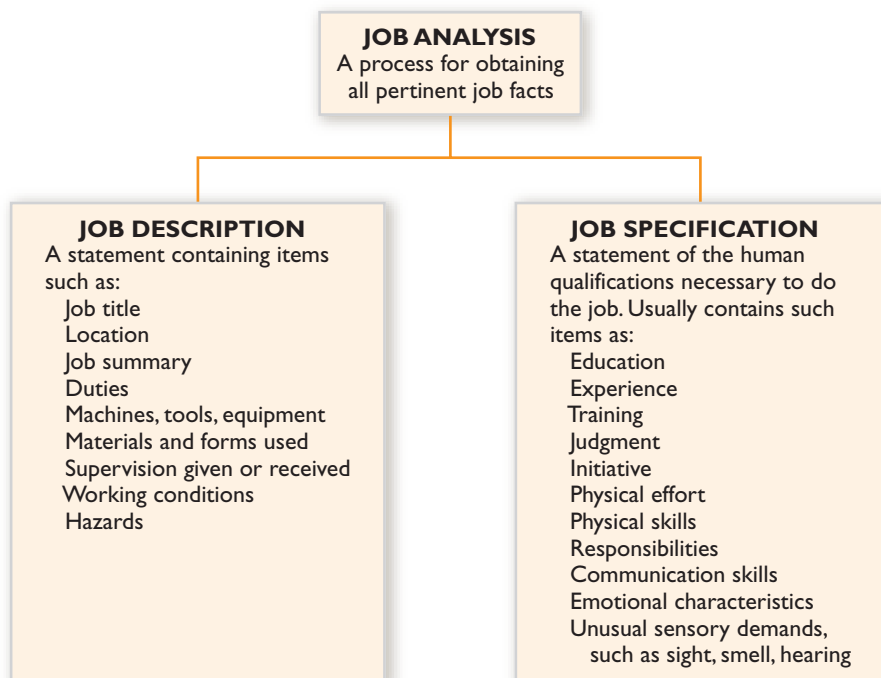 JOB ANALYSIS
A process for obtaining
all pertinent job facts
JOB DESCRIPTION
A statement containing items
such as:
Job title
Location
Job summary
Duties
Machines, tools, equipment
Materials and forms used
Supervision given or received
Working conditions
Hazards
JOB SPECIFICATION
A statement of the human
qualifications necessary to do
the job. Usually contains such
items as:
Education
Experience
Training
Judgment
Initiative
Physical effort
Physical skills
Responsibilities
Communication skills
Emotional characteristics
Unusual sensory demands,
such as sight, smell, hearing